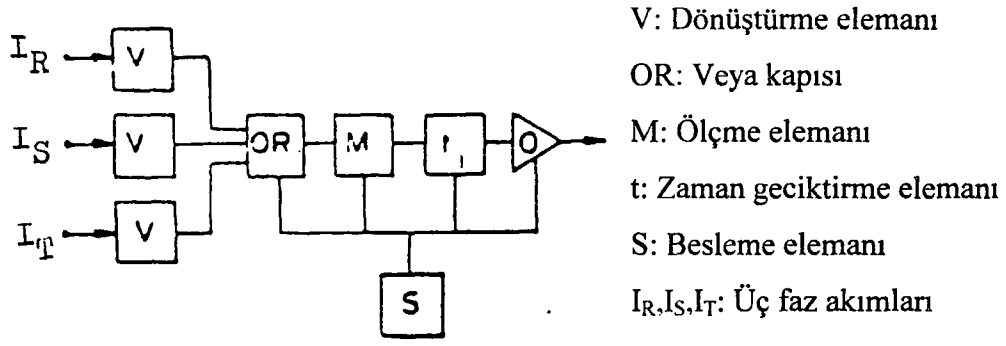 I_R V
I_S V
I_T V
OR M t O
S
V: Dönüştürme elemanı
OR: Veya kapısı
M: Ölçme elemanı
t: Zaman geciktirme elemanı
S: Besleme elemanı
I_R,I_S,I_T: Üç faz akımları